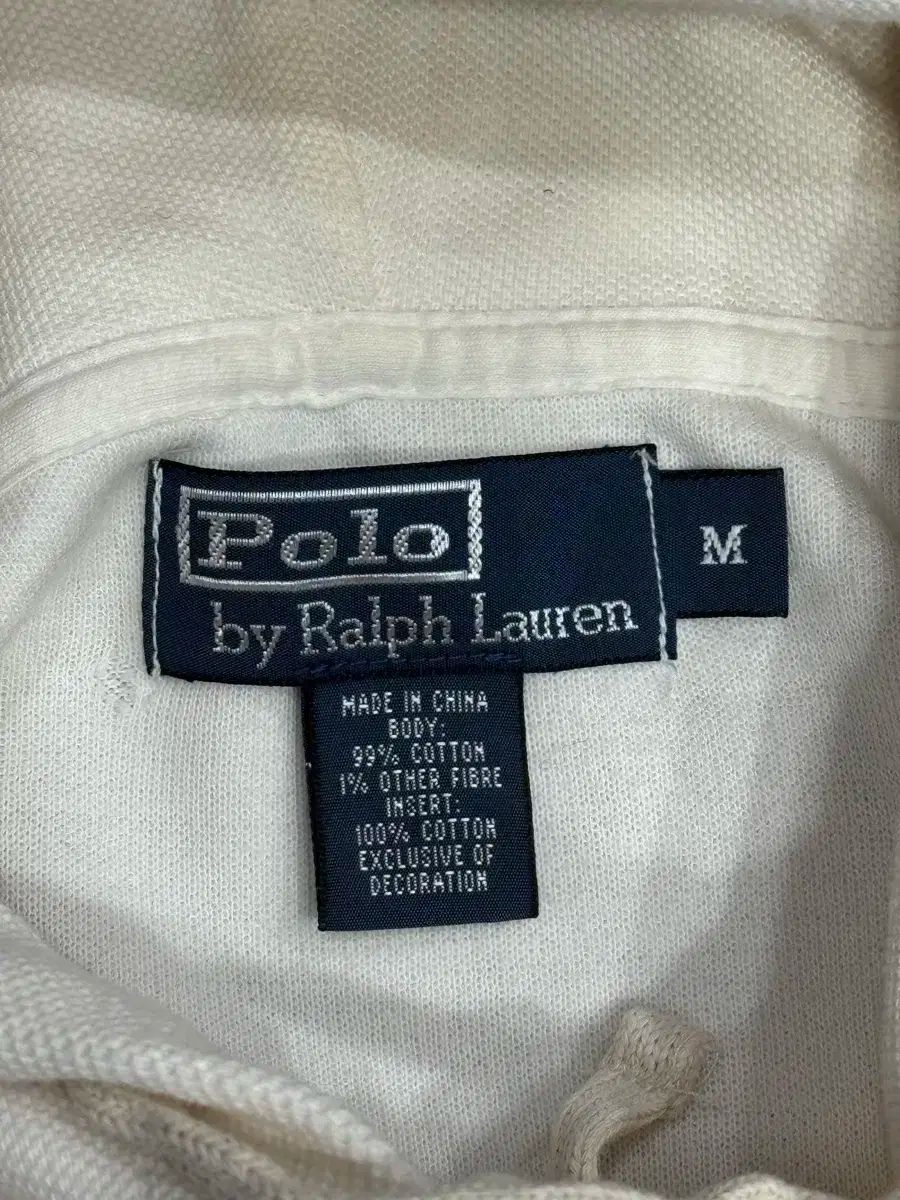 Polo
by Ralph Lauren
M
MADE IN CHINA
BODY:
99% COTTON
1% OTHER FIBRE
INSERT:
100% COTTON
EXCLUSIVE OF
DECORATION